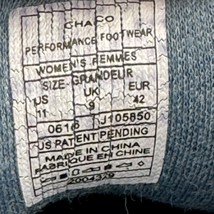 CHACO
PERFORMANCE FOOTWEAR
WOMEN'S/FEMMES
SIZE-GRANDEUR
US UK EUR
11 9 42
0616 J105850
US PATENT PENDING
MADE IN CHINA
FABRIQUE EN CHINE